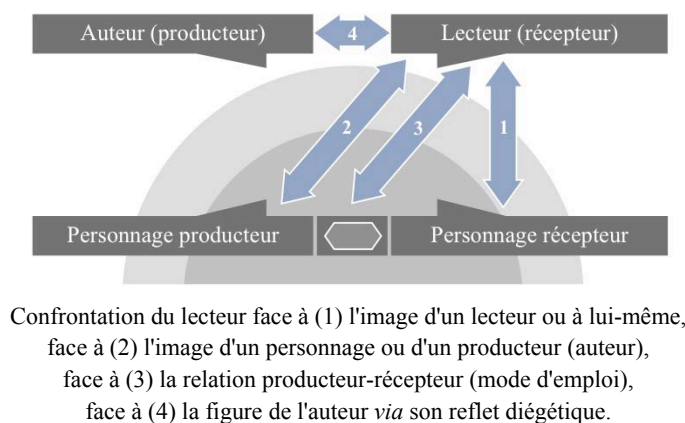 Auteur (producteur) 4 Lecteur (récepteur)
2 3 1
Personnage producteur Personnage récepteur
Confrontation du lecteur face à (1) l'image d'un lecteur ou à lui-même,
face à (2) l'image d'un personnage ou d'un producteur (auteur),
face à (3) la relation producteur-récepteur (mode d'emploi),
face à (4) la figure de l'auteur via son reflet diégétique.